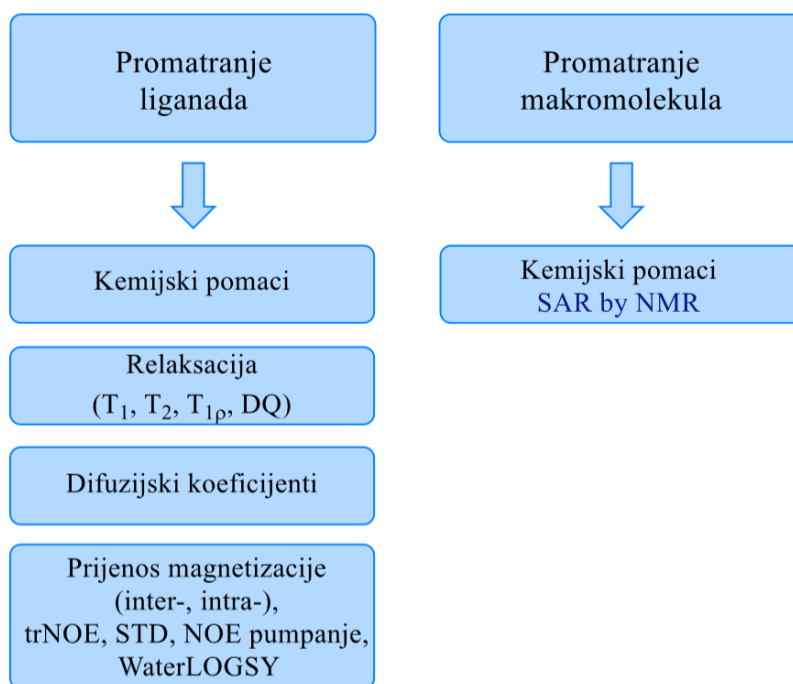 Promatranje
liganada
Kemijski pomaci
Relaksacija
(T₁, T₂, T₁ᵨ, DQ)
Difuzijski koeficijenti
Prijenos magnetizacije
(inter-, intra-),
trNOE, STD, NOE pumpanje,
WaterLOGSY
Promatranje
makromolekula
Kemijski pomaci
SAR by NMR